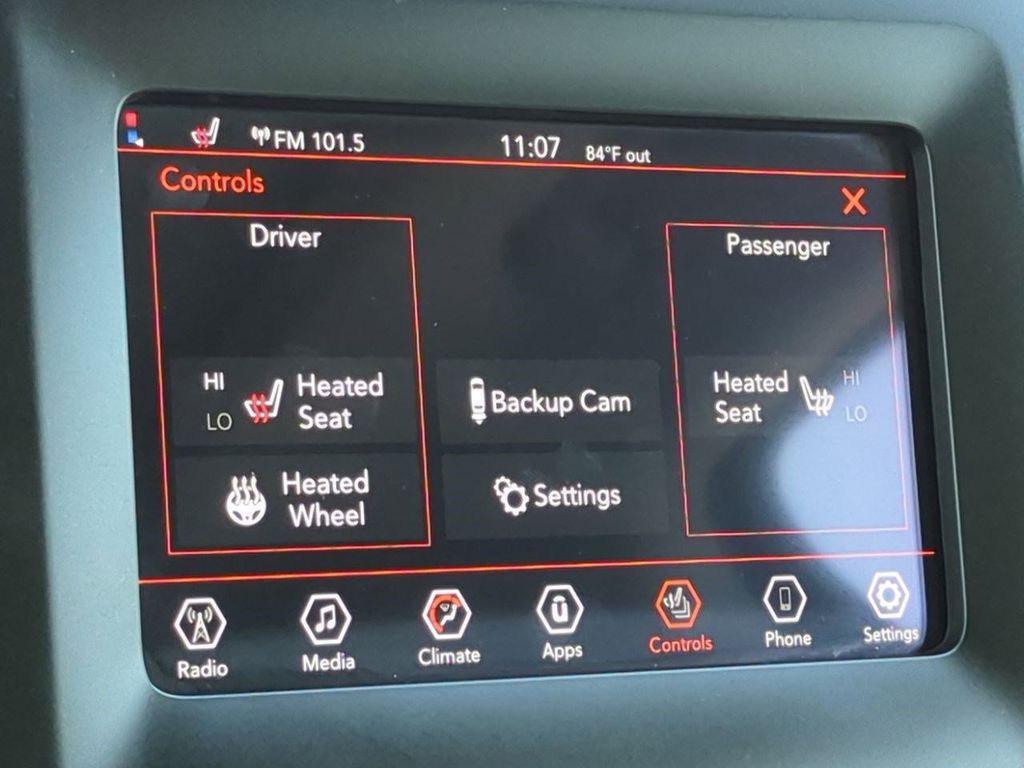 FM 101.5
11:07
84°F out
Controls
X
Driver
Passenger
HI
LO
Heated
Seat
Backup Cam
Heated
Seat
HI
LO
Heated
Wheel
Settings
Radio
Media
Climate
Apps
Controls
Phone
Settings